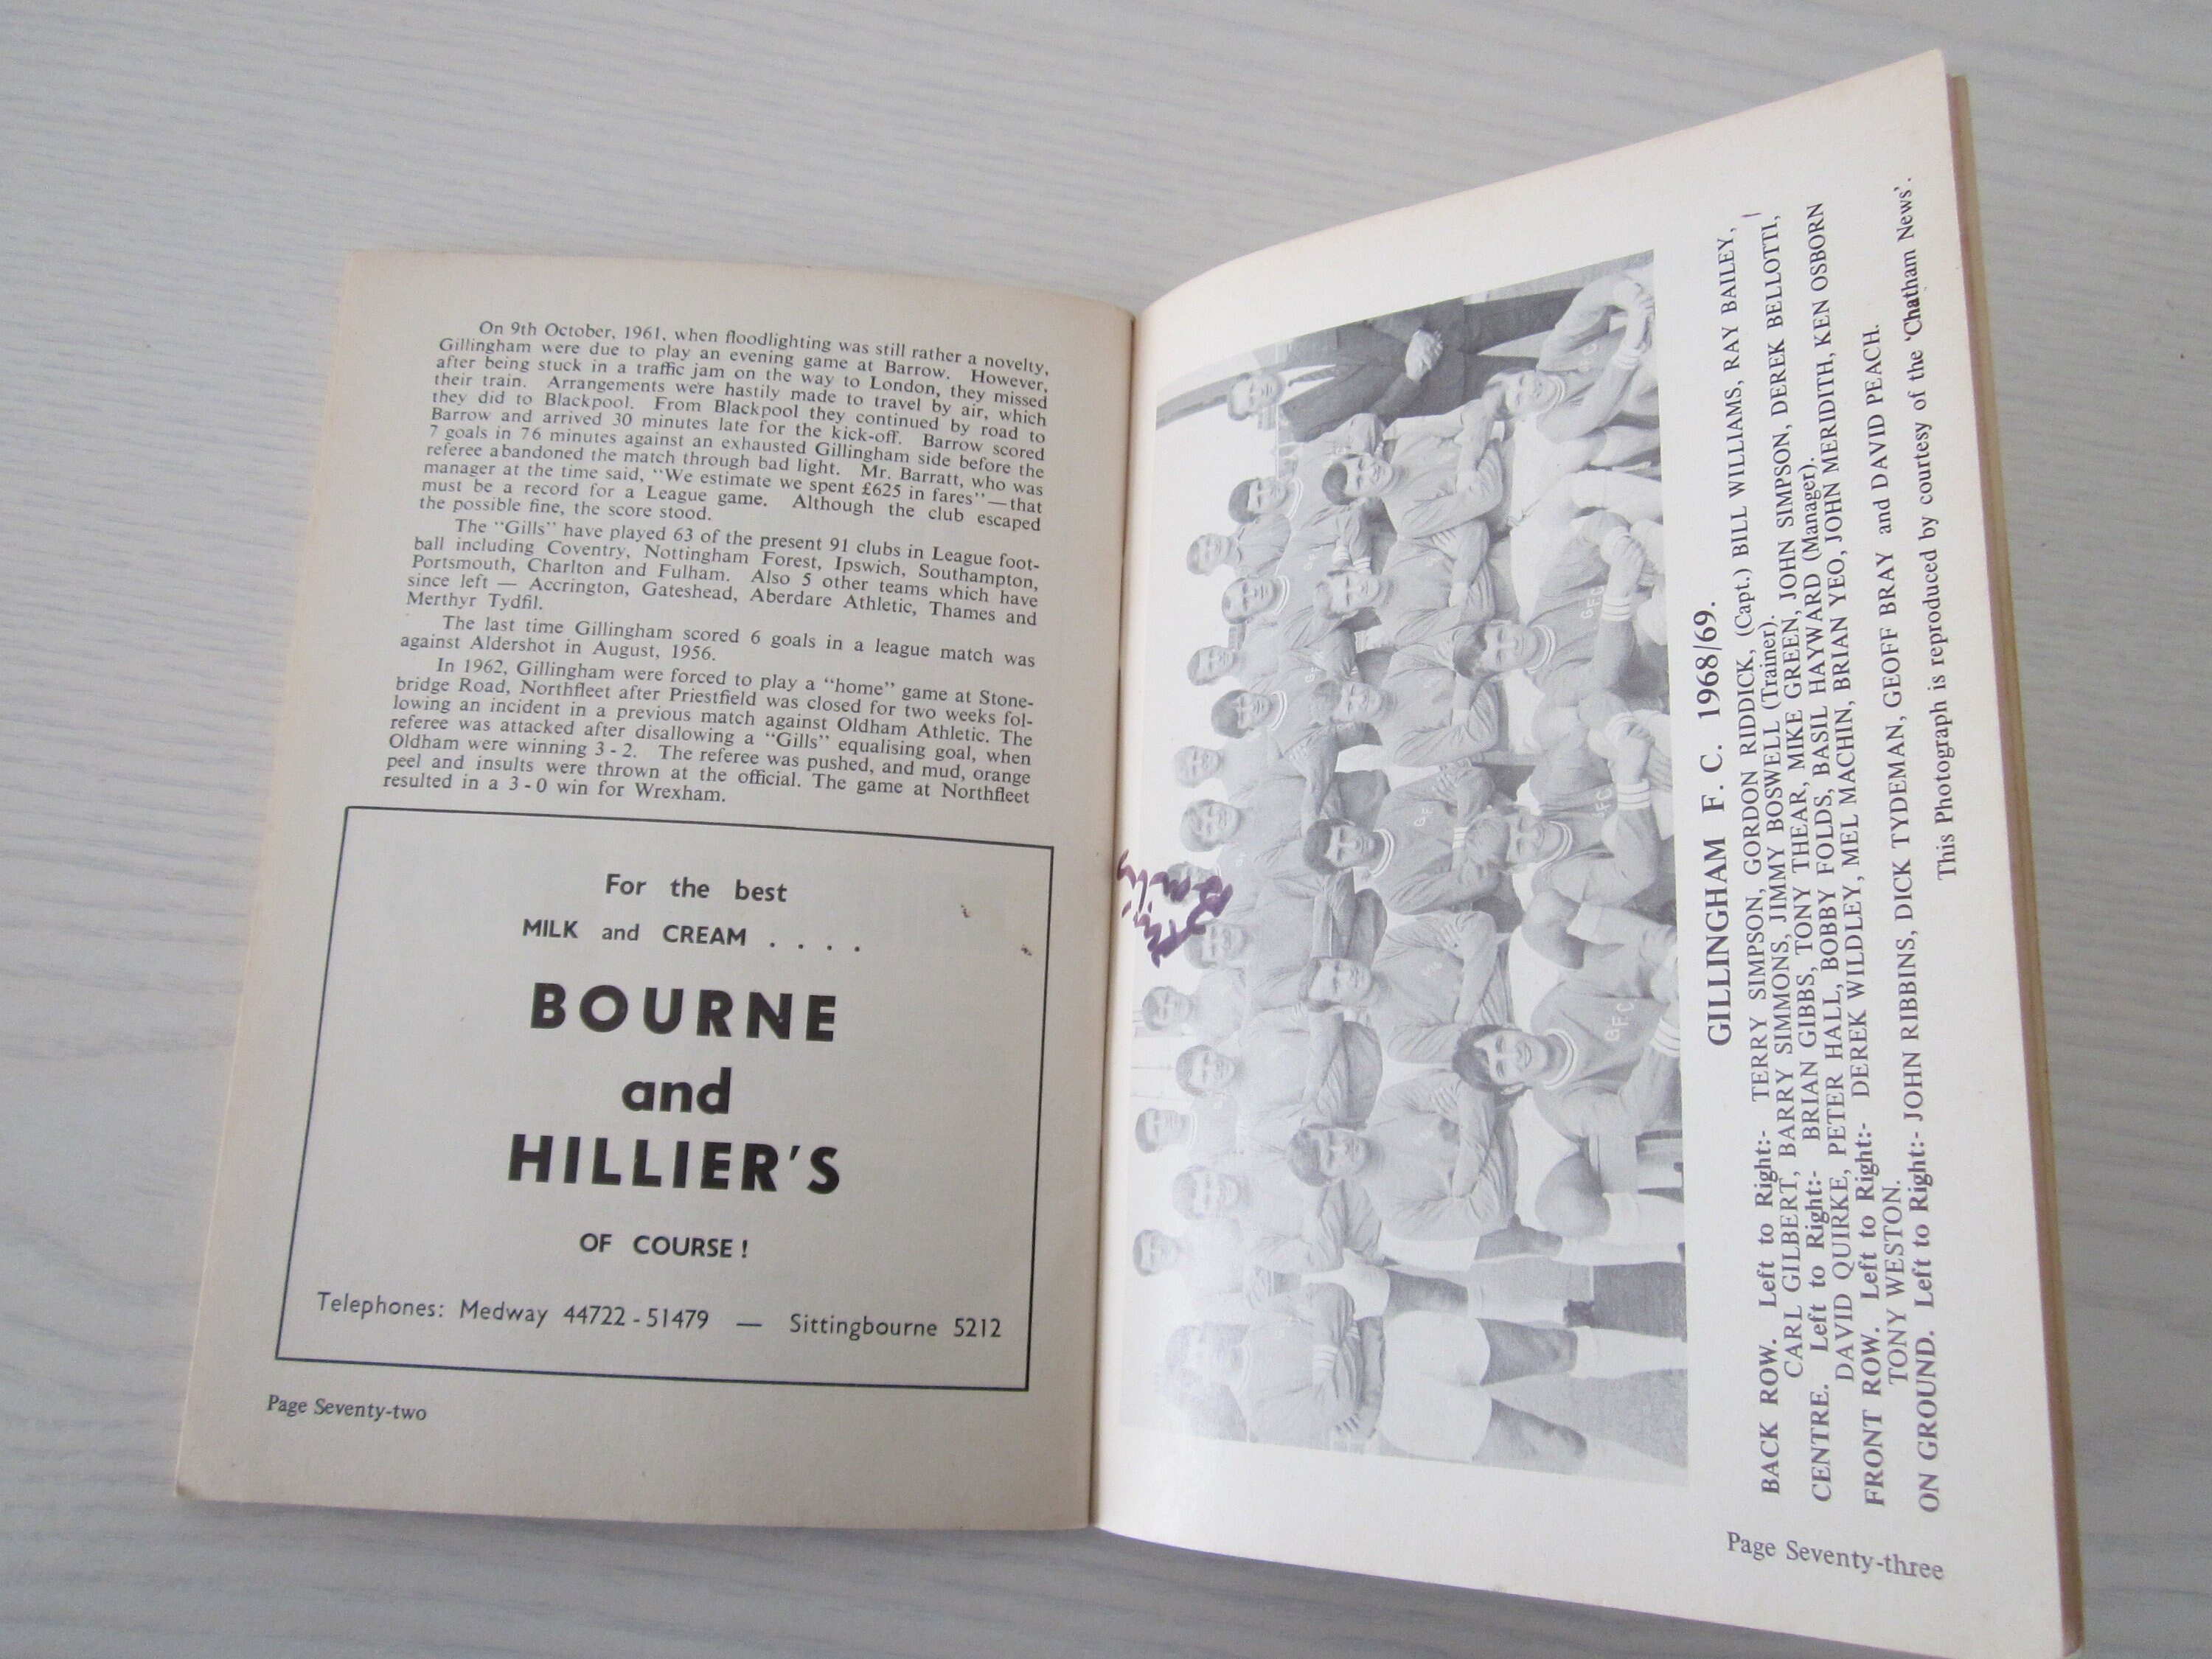 On 9th October, 1961, when floodlighting was still rather a novelty,
Gillingham were due to play an evening game at Barrow. However,
after being stuck in a traffic jam on the way to London, they missed
their train. Arrangements were hastily made to travel by air, which
they did to Blackpool. From Blackpool they continued by road to
Barrow and arrived 30 minutes late for the kick-off. Barrow scored
7 goals in 76 minutes against an exhausted Gillingham side before the
referee abandoned the match through bad light. Mr. Barratt, who was
manager at the time said, "We estimate we spent £625 in fares"—that
must be a record for a League game. Although the club escaped
the possible fine, the score stood.
The "Gills" have played 63 of the present 91 clubs in League foot-
ball including Coventry, Nottingham Forest, Ipswich, Southampton,
Portsmouth, Charlton and Fulham. Also 5 other teams which have
since left — Accrington, Gateshead, Aberdare Athletic, Thames and
Merthyr Tydfil.
The last time Gillingham scored 6 goals in a league match was
against Aldershot in August, 1956.
In 1962, Gillingham were forced to play a "home" game at Stone-
bridge Road, Northfleet after Priestfield was closed for two weeks fol-
lowing an incident in a previous match against Oldham Athletic. The
referee was attacked after disallowing a "Gills" equalising goal, when
Oldham were winning 3 - 2. The referee was pushed, and mud, orange
peel and insults were thrown at the official. The game at Northfleet
resulted in a 3 - 0 win for Wrexham.
For the best
MILK and CREAM . . . .
BOURNE
and
HILLIER'S
OF COURSE!
Telephones: Medway 44722 - 51479 — Sittingbourne 5212
Page Seventy-two
GILLINGHAM F. C. 1968/69.
BACK ROW. Left to Right:- TERRY SIMPSON, GORDON RIDDICK, (Capt.) BILL WILLIAMS, RAY BAILEY,
CARL GILBERT, BARRY SIMMONS, JIMMY BOSWELL (Trainer).
CENTRE. Left to Right:- BRIAN GIBBS, TONY THEAR, MIKE GREEN, JOHN SIMPSON, DEREK BELLOTTI,
DAVID QUIRKE, PETER HALL, BOBBY FOLDS, BASIL HAYWARD (Manager).
FRONT ROW. Left to Right:- DEREK WILDLEY, MEL MACHIN, BRIAN YEO, JOHN MERIDITH, KEN OSBORN
TONY WESTON.
ON GROUND. Left to Right:- JOHN RIBBINS, DICK TYDEMAN, GEOFF BRAY and DAVID PEACH.
This Photograph is reproduced by courtesy of the 'Chatham News'.
Page Seventy-three